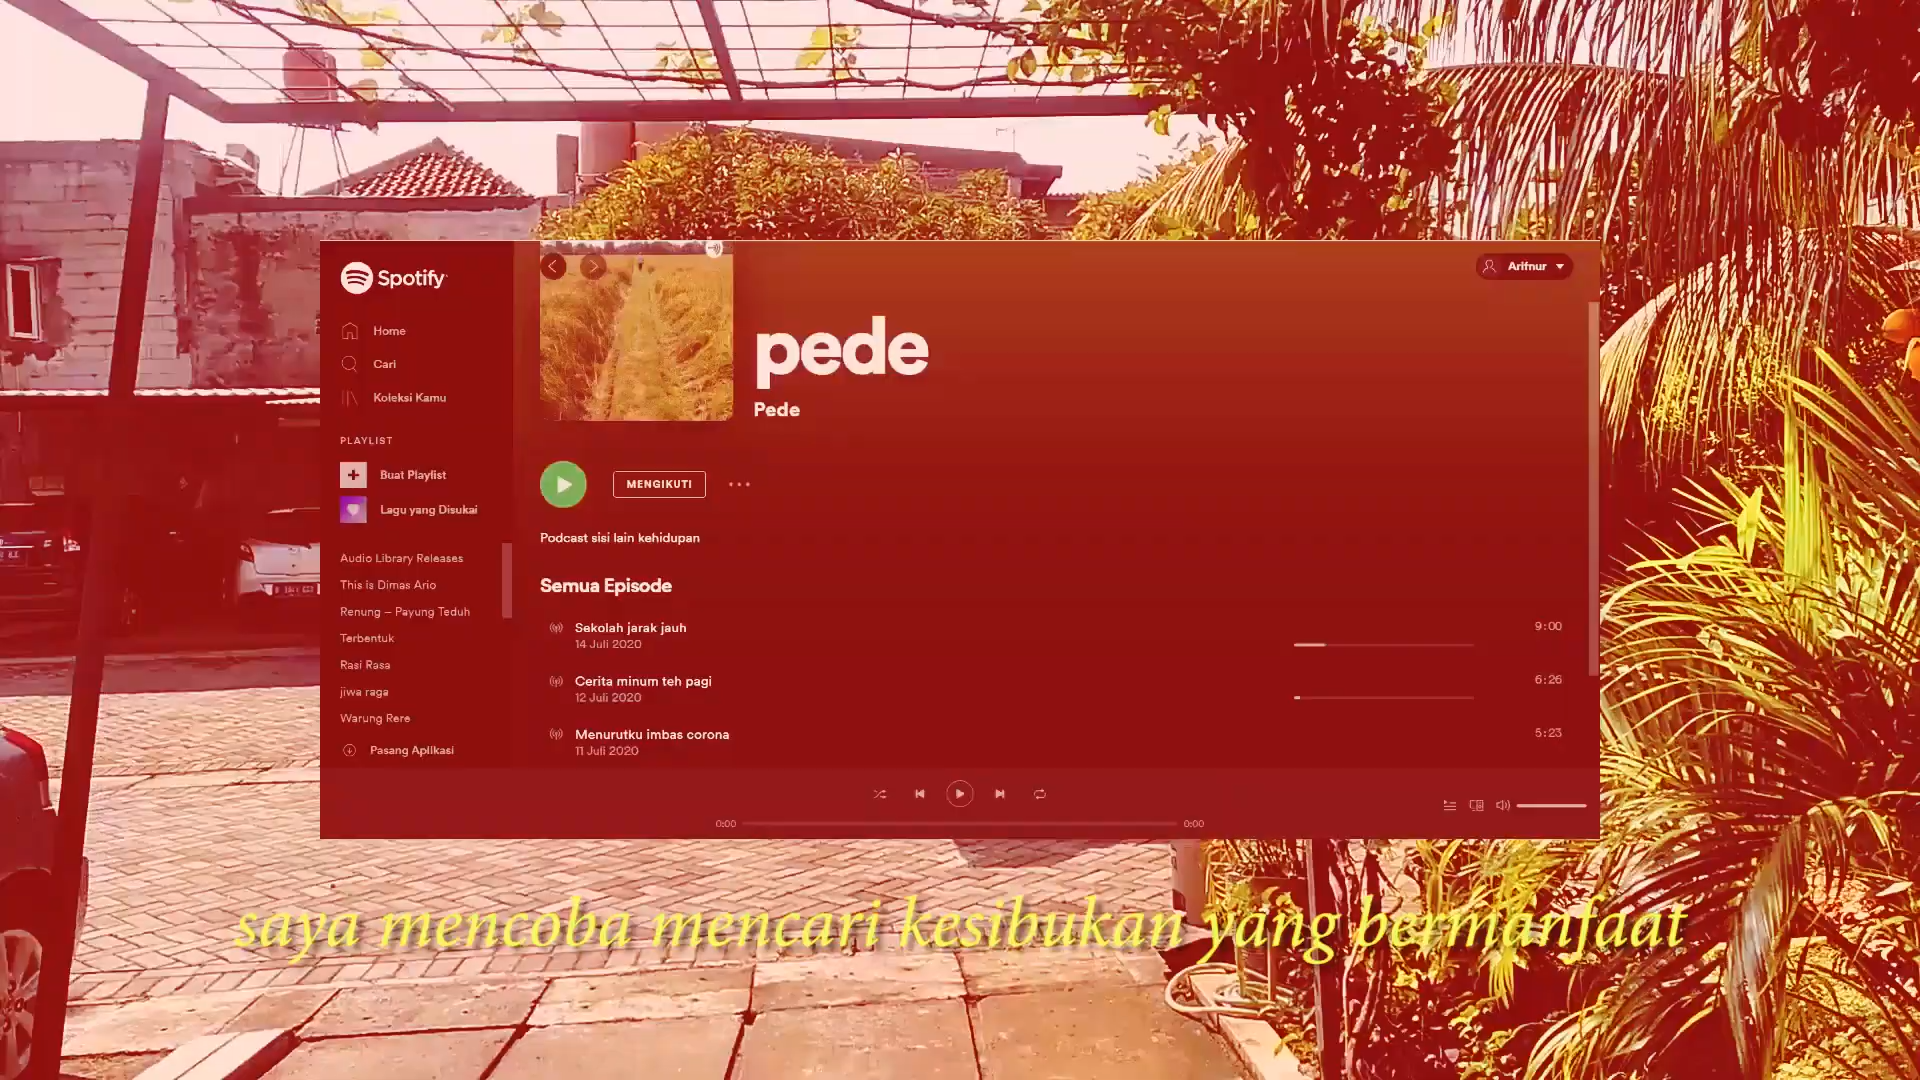 Spotify
Home
Cari
Koleksi Kamu
PLAYLIST
Buat Playlist
Lagu yang Disukai
Audio Library Releases
This is Dimas Ario
Renung – Payung Teduh
Terbentuk
Rasi Rasa
jiwa raga
Warung Rere
Pasang Aplikasi
Arifnur
pede
Pede
MENGIKUTI
Podcast sisi lain kehidupan
Semua Episode
Sekolah jarak jauh
14 Juli 2020
9:00
Cerita minum teh pagi
12 Juli 2020
6:26
Menurutku imbas corona
11 Juli 2020
5:23
0:00
0:00
saya mencoba mencari kesibukan yang bermanfaat